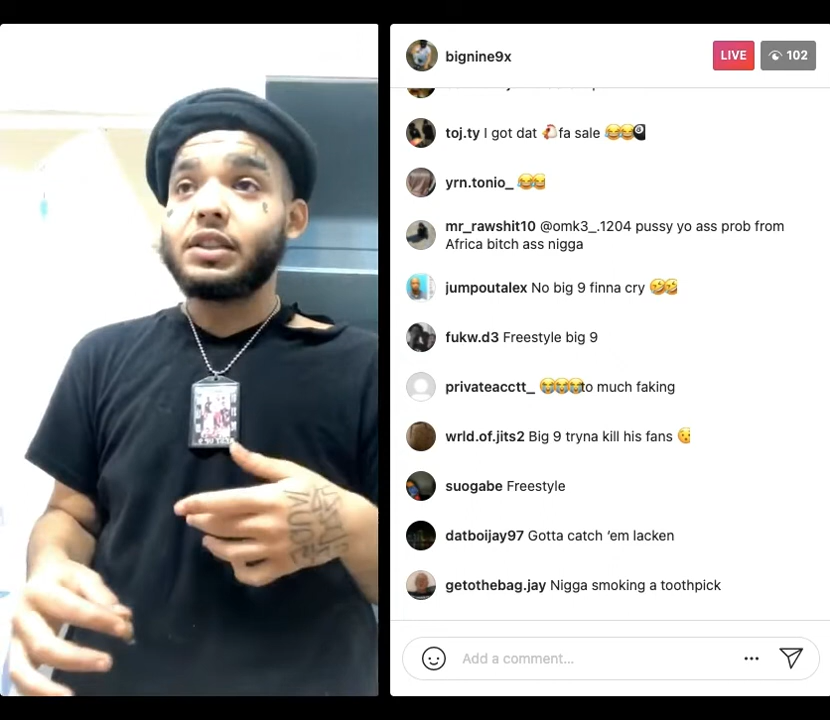 bignine9x
LIVE
102
toj.ty I got dat 🐔fa sale 😂😂🎱
yrn.tonio_ 😂😂
mr_rawshit10 @omk3_.1204 pussy yo ass prob from
Africa bitch ass nigga
jumpoutalex No big 9 finna cry 🤣🤣
fukw.d3 Freestyle big 9
privateacctt_ 😭😭😭to much faking
wrld.of.jits2 Big 9 tryna kill his fans 🫡
suogabe Freestyle
datboijay97 Gotta catch ‘em lacken
getothebag.jay Nigga smoking a toothpick
Add a comment...